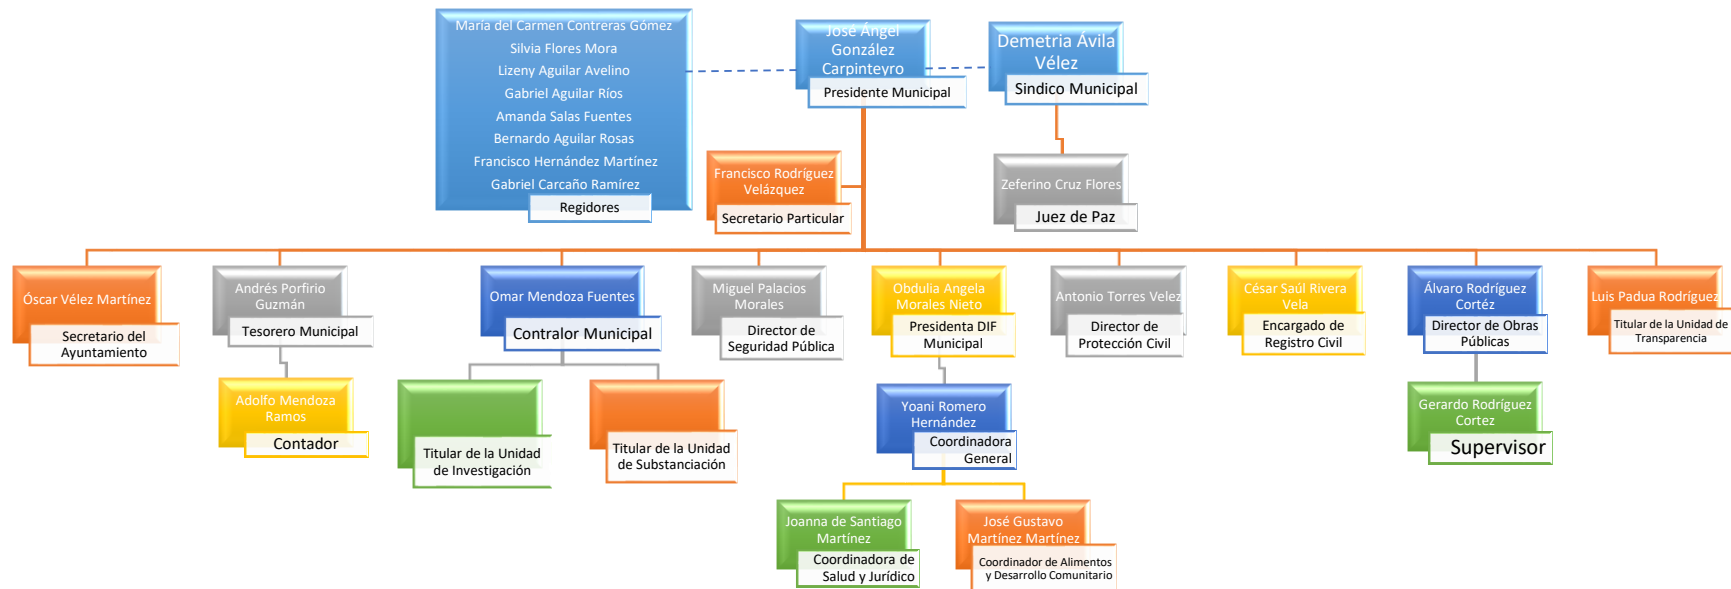 María del Carmen Contreras Gómez
Silvia Flores Mora
Lizeny Aguilar Avelino
Gabriel Aguilar Ríos
Amanda Salas Fuentes
Bernardo Aguilar Rosas
Francisco Hernández Martínez
Gabriel Carcaño Ramírez
Regidores
José Ángel
González
Carpinteyro
Presidente Municipal
Demetria Ávila
Vélez
Sindico Municipal
Francisco Rodríguez
Velázquez
Secretario Particular
Zeferino Cruz Flores
Juez de Paz
Óscar Vélez Martínez
Secretario del
Ayuntamiento
Andrés Porfirio
Guzmán
Tesorero Municipal
Omar Mendoza Fuentes
Contralor Municipal
Miguel Palacios
Morales
Director de
Seguridad Pública
Obdulia Angela
Morales Nieto
Presidenta DIF
Municipal
Antonio Torres Velez
Director de
Protección Civil
César Saúl Rivera
Vela
Encargado de
Registro Civil
Álvaro Rodríguez
Cortéz
Director de Obras
Públicas
Luis Padua Rodríguez
Titular de la Unidad de
Transparencia
Adolfo Mendoza
Ramos
Contador
Titular de la Unidad
de Investigación
Titular de la Unidad
de Substanciación
Yoani Romero
Hernández
Coordinadora
General
Gerardo Rodríguez
Cortez
Supervisor
Joanna de Santiago
Martínez
Coordinadora de
Salud y Jurídico
José Gustavo
Martínez Martínez
Coordinador de Alimentos
y Desarrollo Comunitario